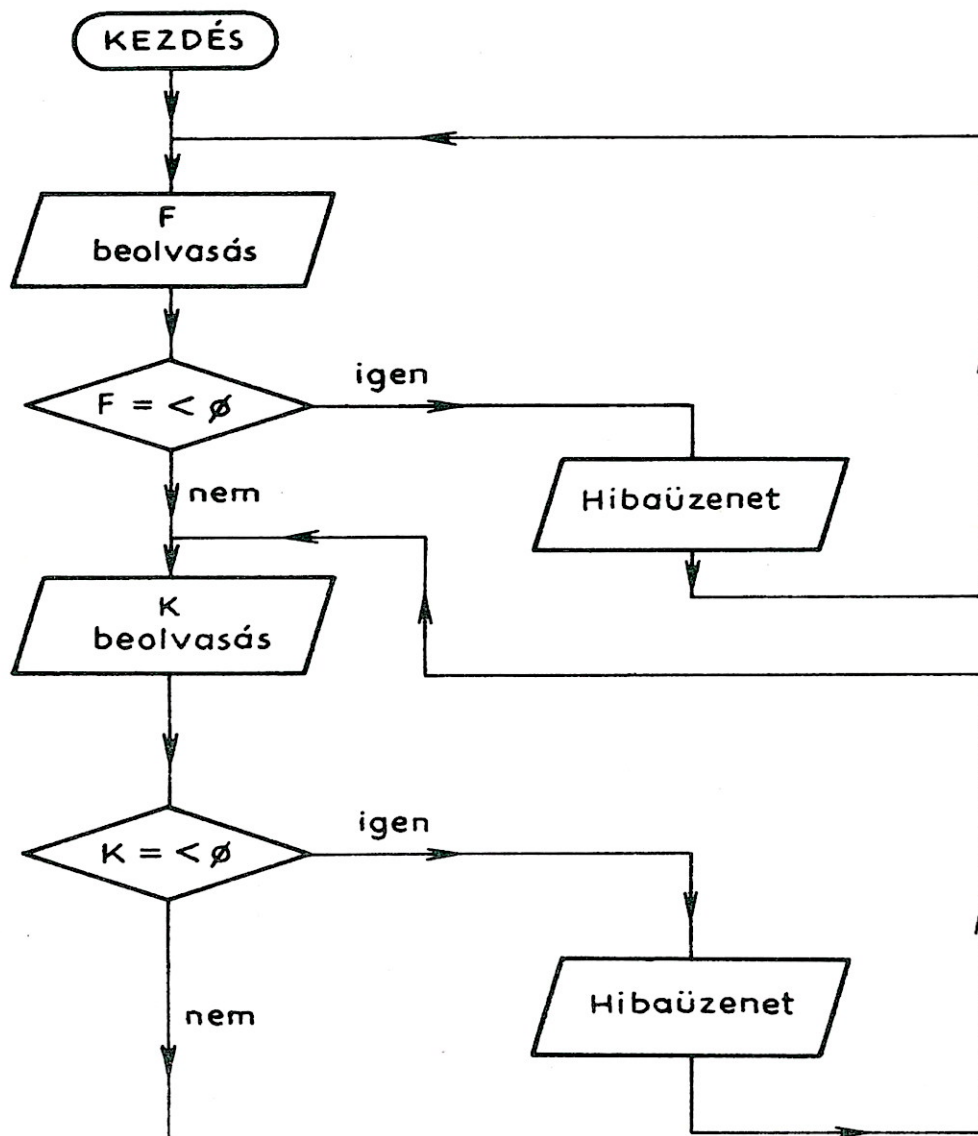 KEZDÉS
F
beolvasás
igen
F = < ø
Hibaüzenet
nem
K
beolvasás
igen
K = < ø
Hibaüzenet
nem